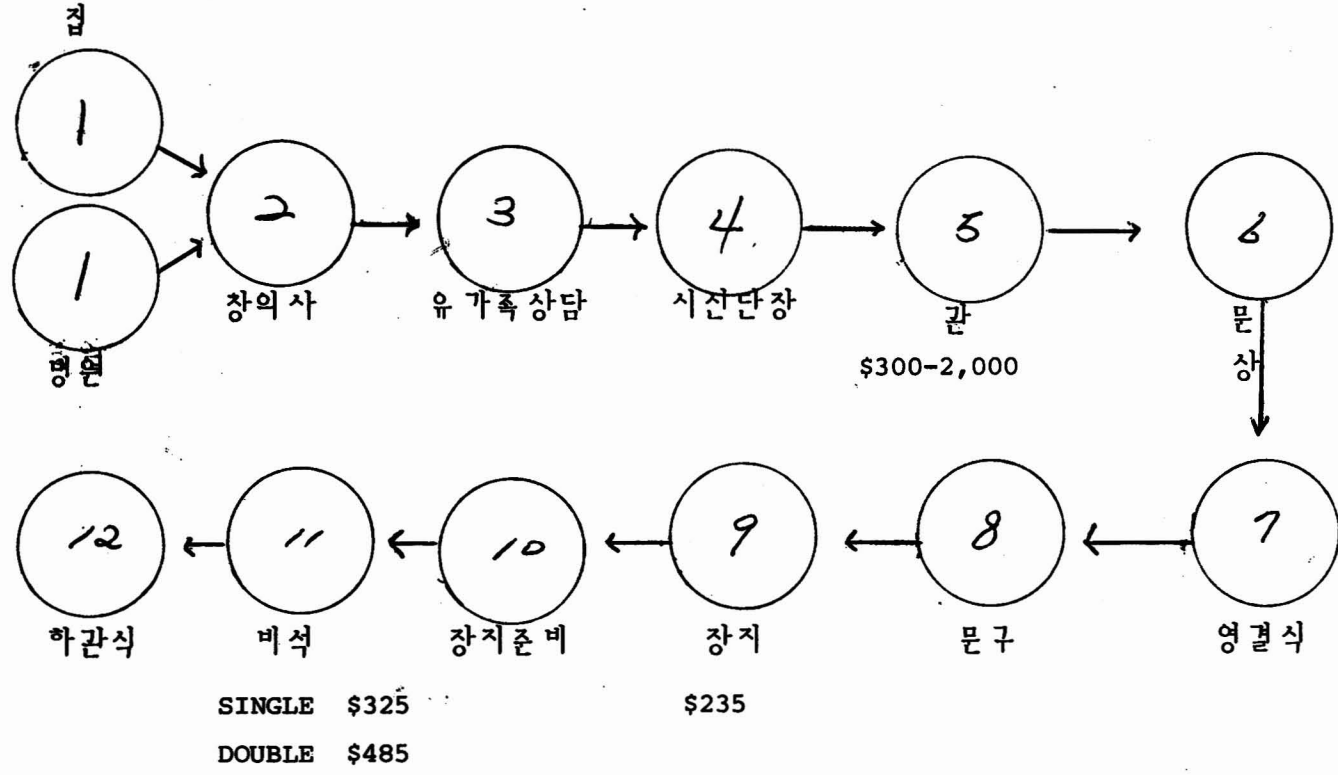 집
1
1
병원
2
창의사
3
유가족상담
4
시신단장
5
관
$300-2,000
6
문
상
7
영결식
8
문구
9
장지
$235
10
장지준비
11
비석
SINGLE $325
DOUBLE $485
12
하관식